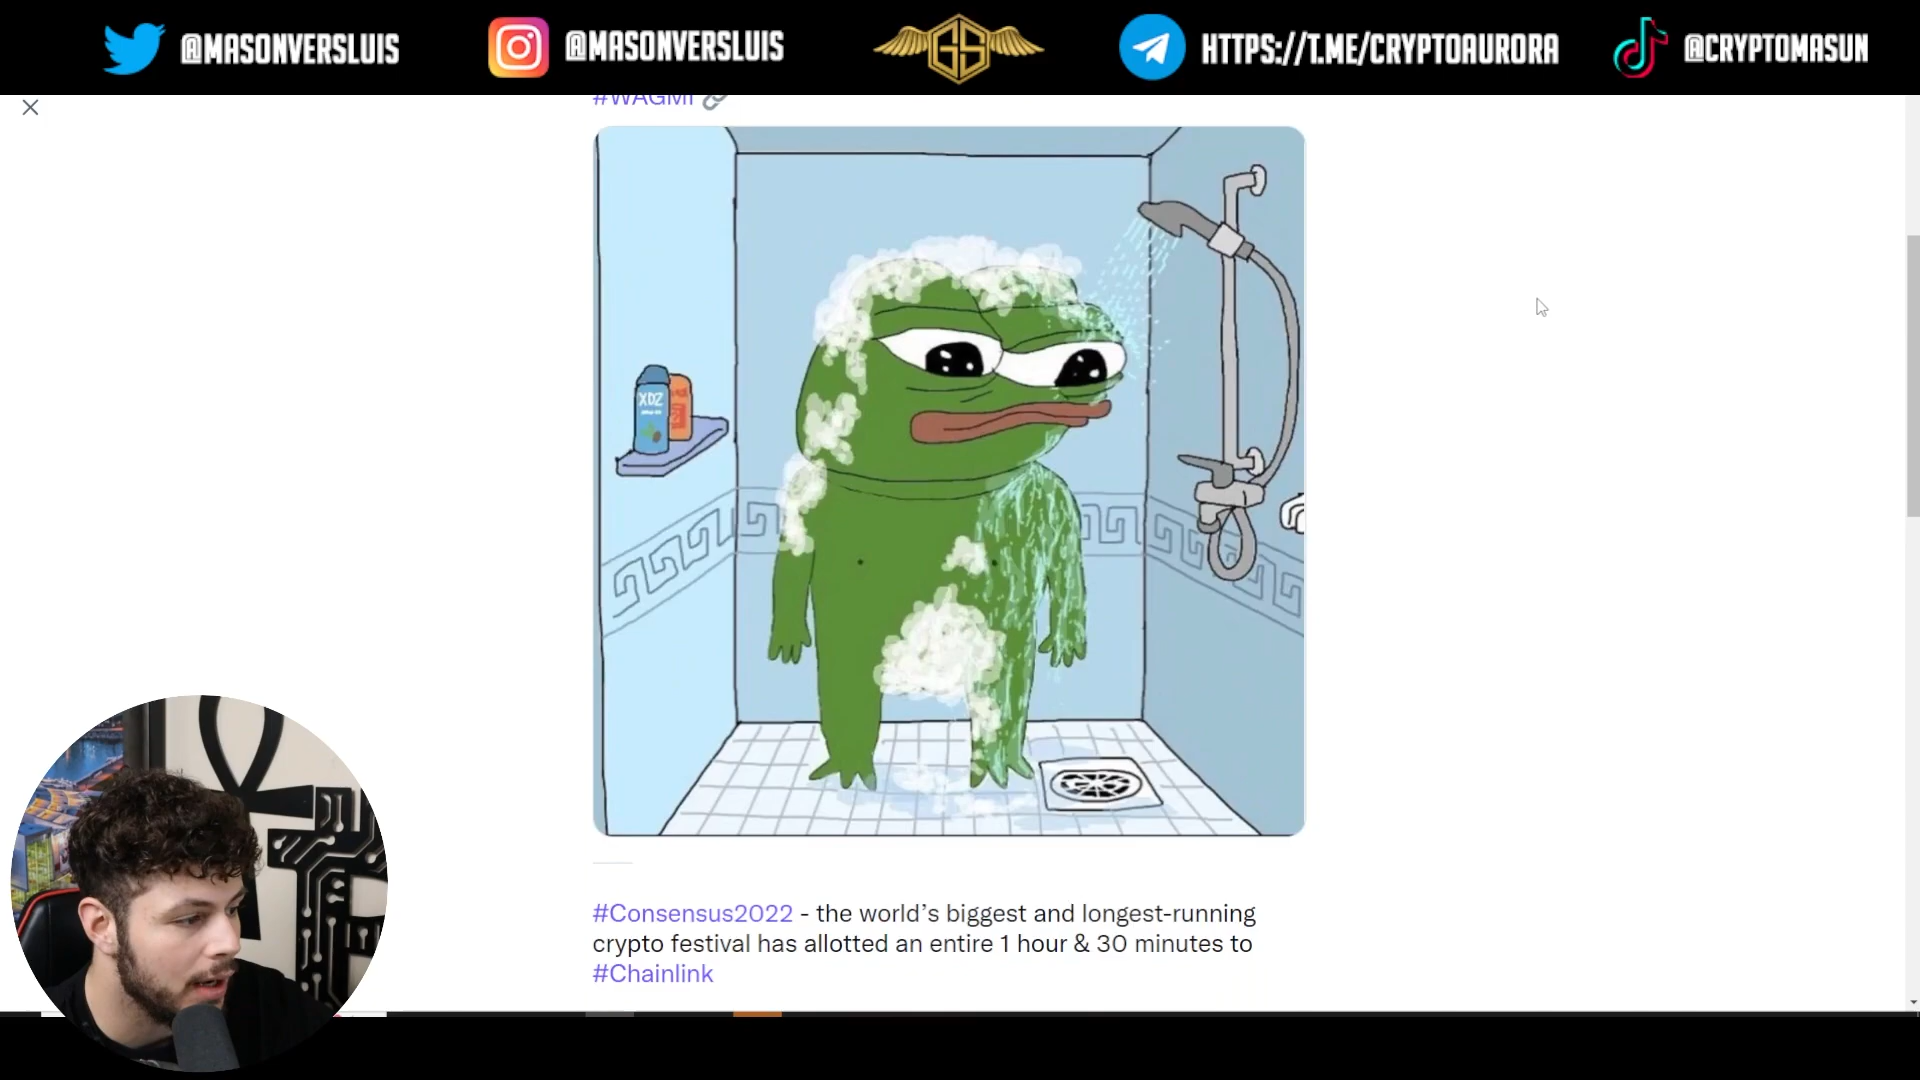 @MASONVERSLUIS
@MASONVERSLUIS
GS
HTTPS://T.ME/CRYPTOAURORA
@CRYPTOMASUN
#WAGMI
XDZ
#Consensus2022 - the world’s biggest and longest-running
crypto festival has allotted an entire 1 hour & 30 minutes to
#Chainlink